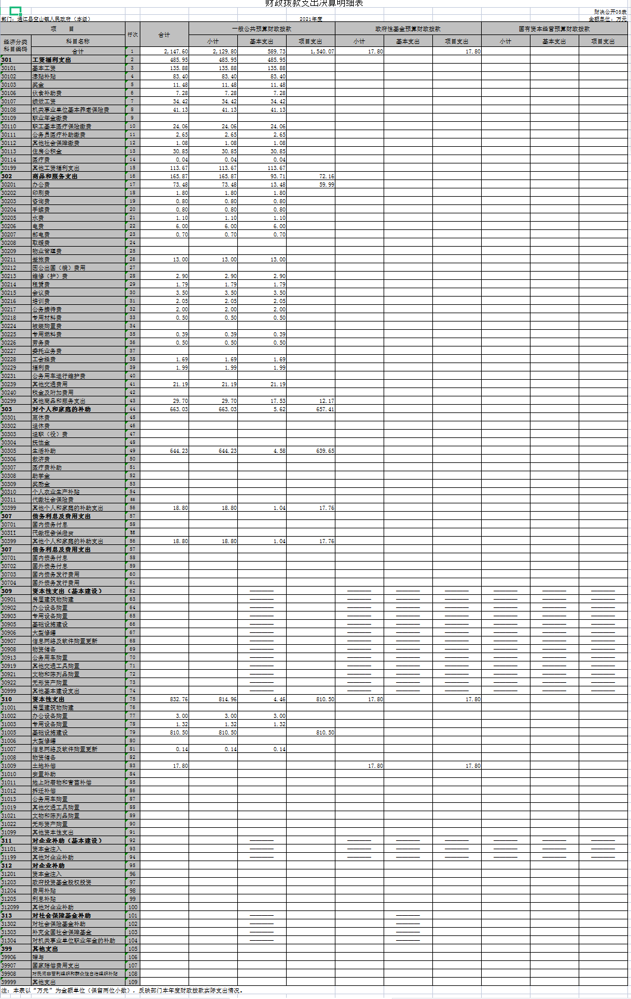 财政拨款支出决算明细表
财决公开05表
部门：通江县空山镇人民政府（本级） 2021年度 金额单位：万元
项 目 行次 合计 一般公共预算财政拨款 政府性基金预算财政拨款 国有资本经营预算财政拨款
经济分类科目编码 科目名称 小计 基本支出 项目支出 小计 基本支出 项目支出 小计 基本支出 项目支出
合计 1 2,147.60 2,129.80 589.73 1,540.07 17.80 17.80
301 工资福利支出 2 485.95 485.95 485.95
30101 基本工资 3 135.88 135.88 135.88
30102 津贴补贴 4 83.40 83.40 83.40
30103 奖金 5 11.48 11.48 11.48
30106 伙食补助费 6 7.28 7.28 7.28
30107 绩效工资 7 34.42 34.42 34.42
30108 机关事业单位基本养老保险费 8 41.13 41.13 41.13
30109 职业年金缴费 9
30110 职工基本医疗保险缴费 10 24.06 24.06 24.06
30111 公务员医疗补助缴费 11 2.65 2.65 2.65
30112 其他社会保障缴费 12 1.08 1.08 1.08
30113 住房公积金 13 30.85 30.85 30.85
30114 医疗费 14 0.04 0.04 0.04
30199 其他工资福利支出 15 113.67 113.67 113.67
302 商品和服务支出 16 165.87 165.87 93.71 72.16
30201 办公费 17 73.48 73.48 13.48 59.99
30202 印刷费 18 1.80 1.80 1.80
30203 咨询费 19 0.80 0.80 0.80
30204 手续费 20 0.80 0.80 0.80
30205 水费 21 1.10 1.10 1.10
30206 电费 22 6.00 6.00 6.00
30207 邮电费 23 0.70 0.70 0.70
30208 取暖费 24
30209 物业管理费 25
30211 差旅费 26 13.00 13.00 13.00
30212 因公出国（境）费用 27
30213 维修（护）费 28 2.90 2.90 2.90
30214 租赁费 29 1.79 1.79 1.79
30215 会议费 30 3.50 3.50 3.50
30216 培训费 31 2.05 2.05 2.05
30217 公务接待费 32 2.00 2.00 2.00
30218 专用材料费 33 0.50 0.50 0.50
30224 被装购置费 34
30225 专用燃料费 35 0.39 0.39 0.39
30226 劳务费 36 0.50 0.50 0.50
30227 委托业务费 37
30228 工会经费 38 1.69 1.69 1.69
30229 福利费 39 1.99 1.99 1.99
30231 公务用车运行维护费 40
30239 其他交通费用 41 21.19 21.19 21.19
30240 税金及附加费用 42
30299 其他商品和服务支出 43 29.70 29.70 17.53 12.17
303 对个人和家庭的补助 44 663.03 663.03 5.62 657.41
30301 离休费 45
30302 退休费 46
30303 退职（役）费 47
30304 抚恤金 48
30305 生活补助 49 644.23 644.23 4.58 639.65
30306 救济费 50
30307 医疗费补助 51
30308 助学金 52
30309 奖励金 53
30310 个人农业生产补贴 54
30311 代缴社会保险费 55
30399 其他个人和家庭的补助支出 56 18.80 18.80 1.04 17.76
307 债务利息及费用支出 57
30701 国内债务付息 58
30311 代缴社会保险费 55
30399 其他个人和家庭的补助支出 56 18.80 18.80 1.04 17.76
307 债务利息及费用支出 57
30701 国内债务付息 58
30702 国外债务付息 59
30703 国内债务发行费用 60
30704 国外债务发行费用 61
309 资本性支出（基本建设） 62
30901 房屋建筑物购建 63
30902 办公设备购置 64
30903 专用设备购置 65
30905 基础设施建设 66
30906 大型修缮 67
30907 信息网络及软件购置更新 68
30908 物资储备 69
30913 公务用车购置 70
30919 其他交通工具购置 71
30921 文物和陈列品购置 72
30922 无形资产购置 73
30999 其他基本建设支出 74
310 资本性支出 75 832.76 814.96 4.46 810.50 17.80 17.80
31001 房屋建筑物购建 76
31002 办公设备购置 77 3.00 3.00 3.00
31003 专用设备购置 78 1.32 1.32 1.32
31005 基础设施建设 79 810.50 810.50 810.50
31006 大型修缮 80
31007 信息网络及软件购置更新 81 0.14 0.14 0.14
31008 物资储备 82
31009 土地补偿 83 17.80 17.80 17.80
31010 安置补助 84
31011 地上附着物和青苗补偿 85
31012 拆迁补偿 86
31013 公务用车购置 87
31019 其他交通工具购置 88
31021 文物和陈列品购置 89
31022 无形资产购置 90
31099 其他资本性支出 91
311 对企业补助（基本建设） 92
31101 资本金注入 93
31199 其他对企业补助 94
312 对企业补助 95
31201 资本金注入 96
31203 政府投资基金股权投资 97
31204 费用补贴 98
31205 利息补贴 99
312099 其他对企业补助 100
313 对社会保障基金补助 101
31302 对社会保险基金补助 102
31303 补充全国社会保障基金 103
31304 对机关事业单位职业年金的补助 104
399 其他支出 105
39906 赠与 106
39907 国家赔偿费用支出 107
39908 对民间非营利组织和群众性自治组织补贴 108
39999 其他支出 109
注：本表以“万元”为金额单位（保留两位小数），反映部门本年度财政拨款实际支出情况。